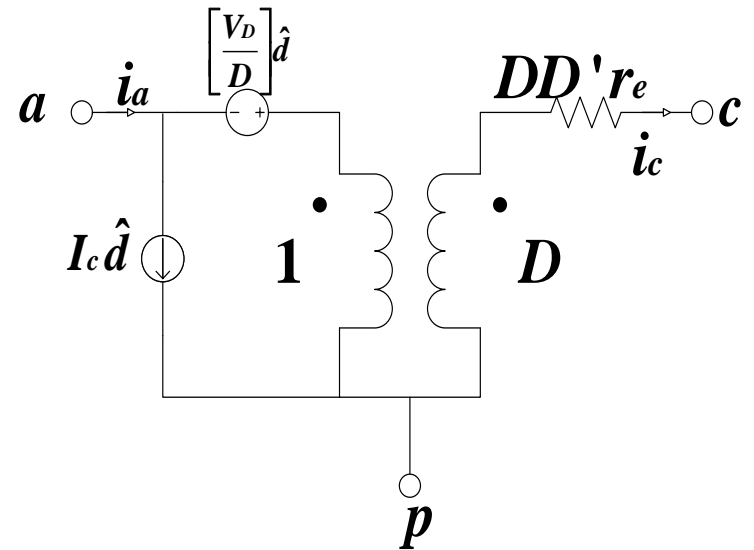 [V_D/D] d̂
DD'r_e
a
i_a
c
i_c
I_c d̂
1
D
p